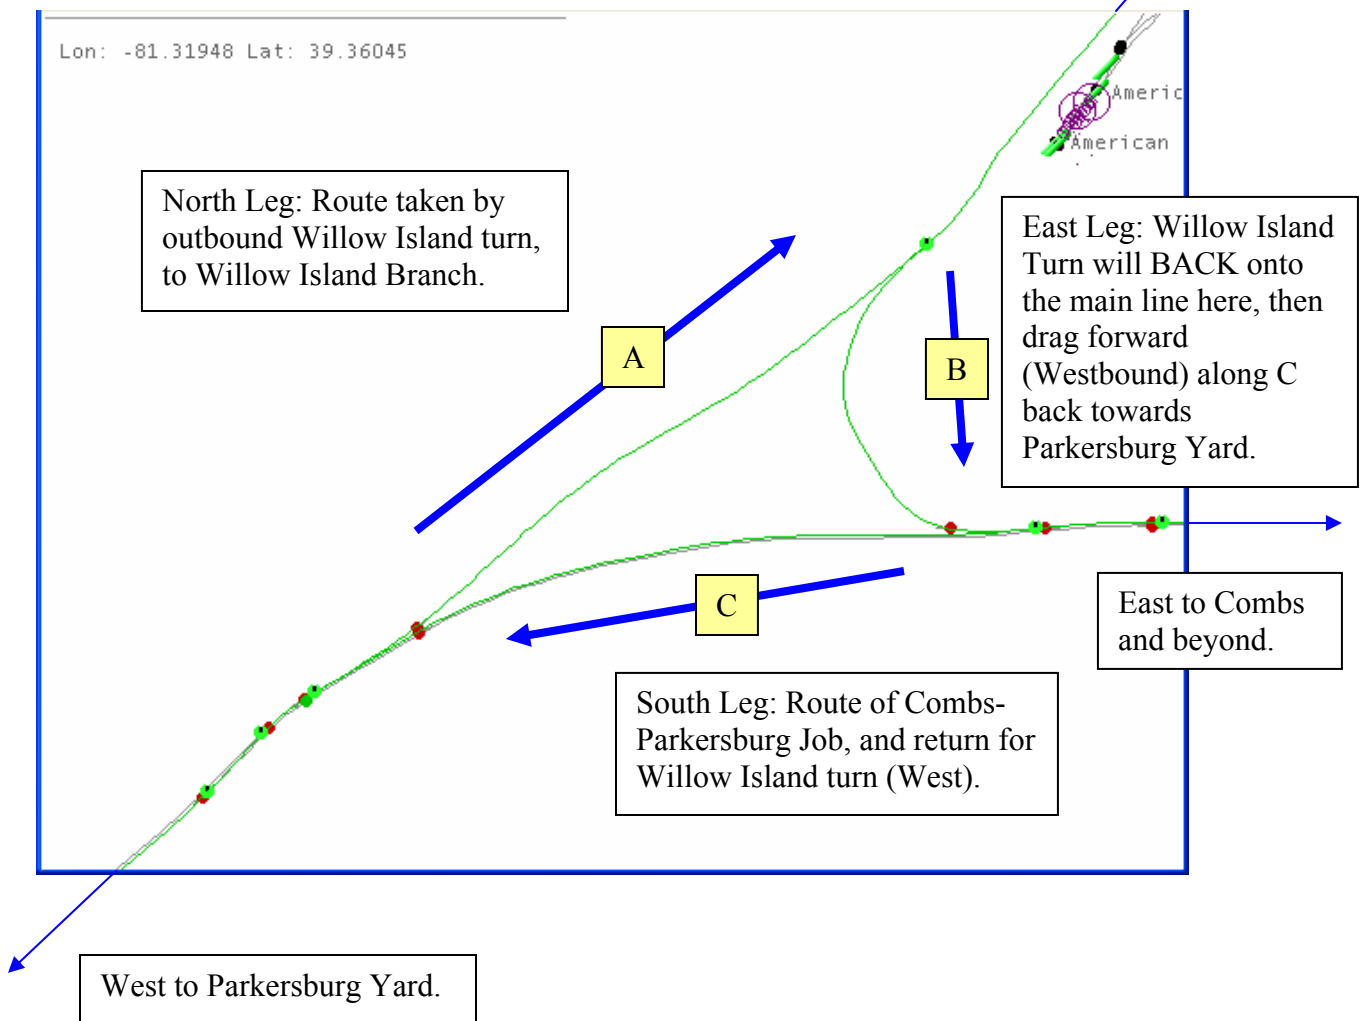 Lon: -81.31948 Lat: 39.36045
Americ
American
North Leg: Route taken by
outbound Willow Island turn,
to Willow Island Branch.
East Leg: Willow Island
Turn will BACK onto
the main line here, then
drag forward
(Westbound) along C
back towards
Parkersburg Yard.
A
B
C
East to Combs
and beyond.
South Leg: Route of Combs-
Parkersburg Job, and return for
Willow Island turn (West).
West to Parkersburg Yard.